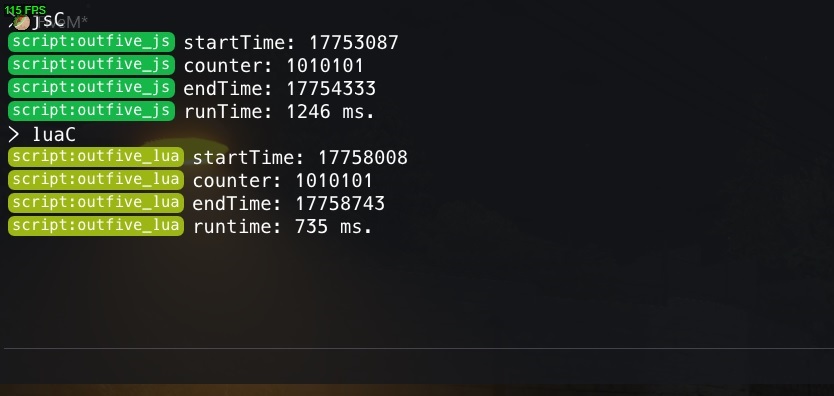 115 FPS
jsC
script:outfive_js startTime: 17753087
script:outfive_js counter: 1010101
script:outfive_js endTime: 17754333
script:outfive_js runTime: 1246 ms.
> luaC
script:outfive_lua startTime: 17758008
script:outfive_lua counter: 1010101
script:outfive_lua endTime: 17758743
script:outfive_lua runtime: 735 ms.